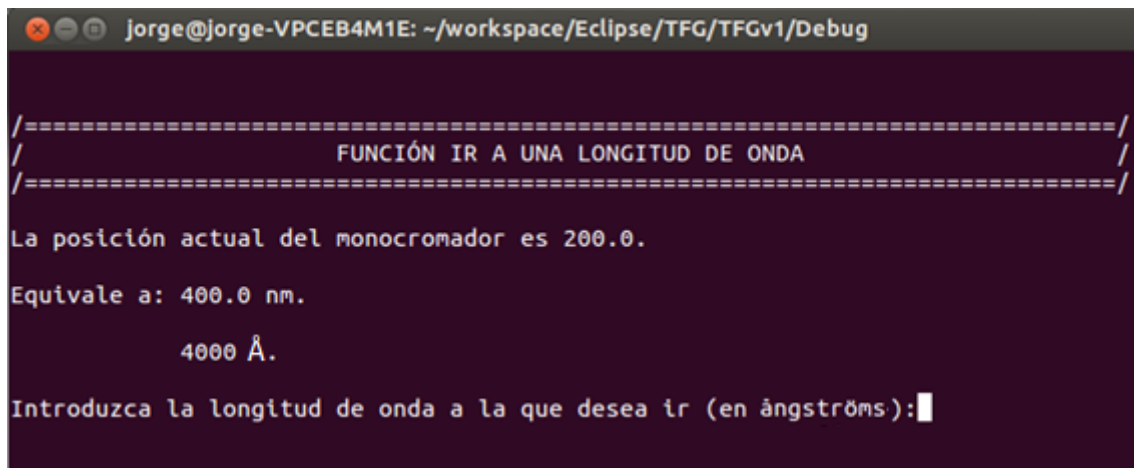 jorge@jorge-VPCEB4M1E: ~/workspace/Eclipse/TFG/TFGv1/Debug
/============================================================================/
/ FUNCIÓN IR A UNA LONGITUD DE ONDA /
/============================================================================/
La posición actual del monocromador es 200.0.
Equivale a: 400.0 nm.
4000 Å.
Introduzca la longitud de onda a la que desea ir (en ångströms):